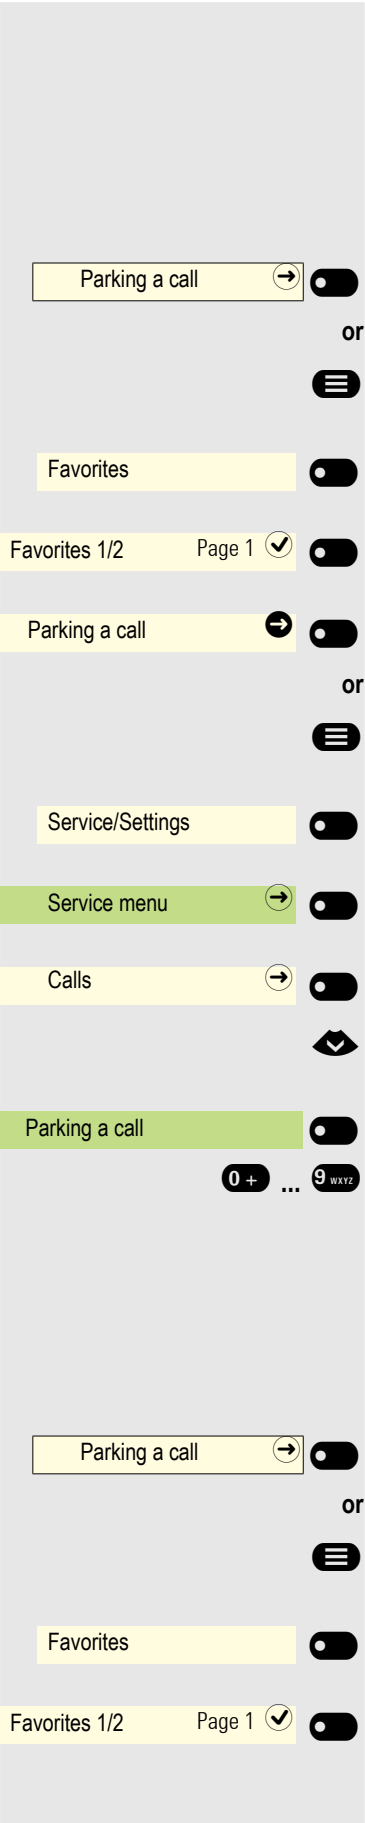 Parking a call
or
Favorites
Favorites 1/2 Page 1
Parking a call
or
Service/Settings
Service menu
Calls
Parking a call
0 + ... 9 WXYZ
Parking a call
or
Favorites
Favorites 1/2 Page 1